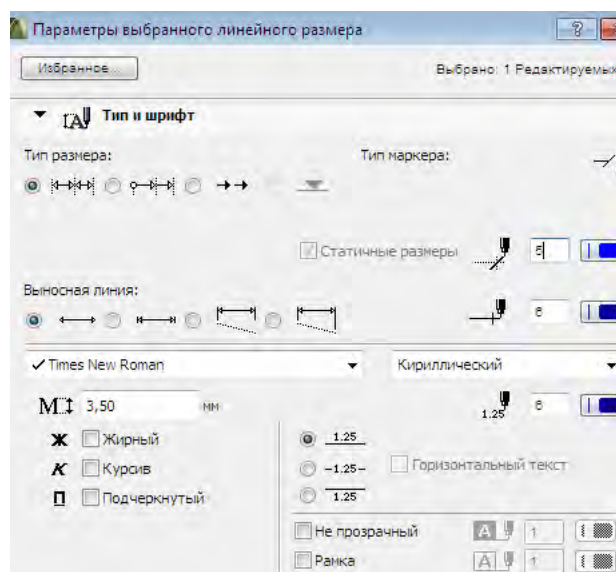 Параметры выбранного линейного размера
Избранное...
Выбрано: 1 Редактируемых
Тип и шрифт
Тип размера:
Тип маркера:
Статичные размеры
6
Выносная линия:
6
Times New Roman
Кириллический
М 3,50 мм
1.25
6
Ж Жирный
1.25
К Курсив
-1.25-
Горизонтальный текст
П Подчеркнутый
1.25
Не прозрачный
A
1
Рамка
A
1